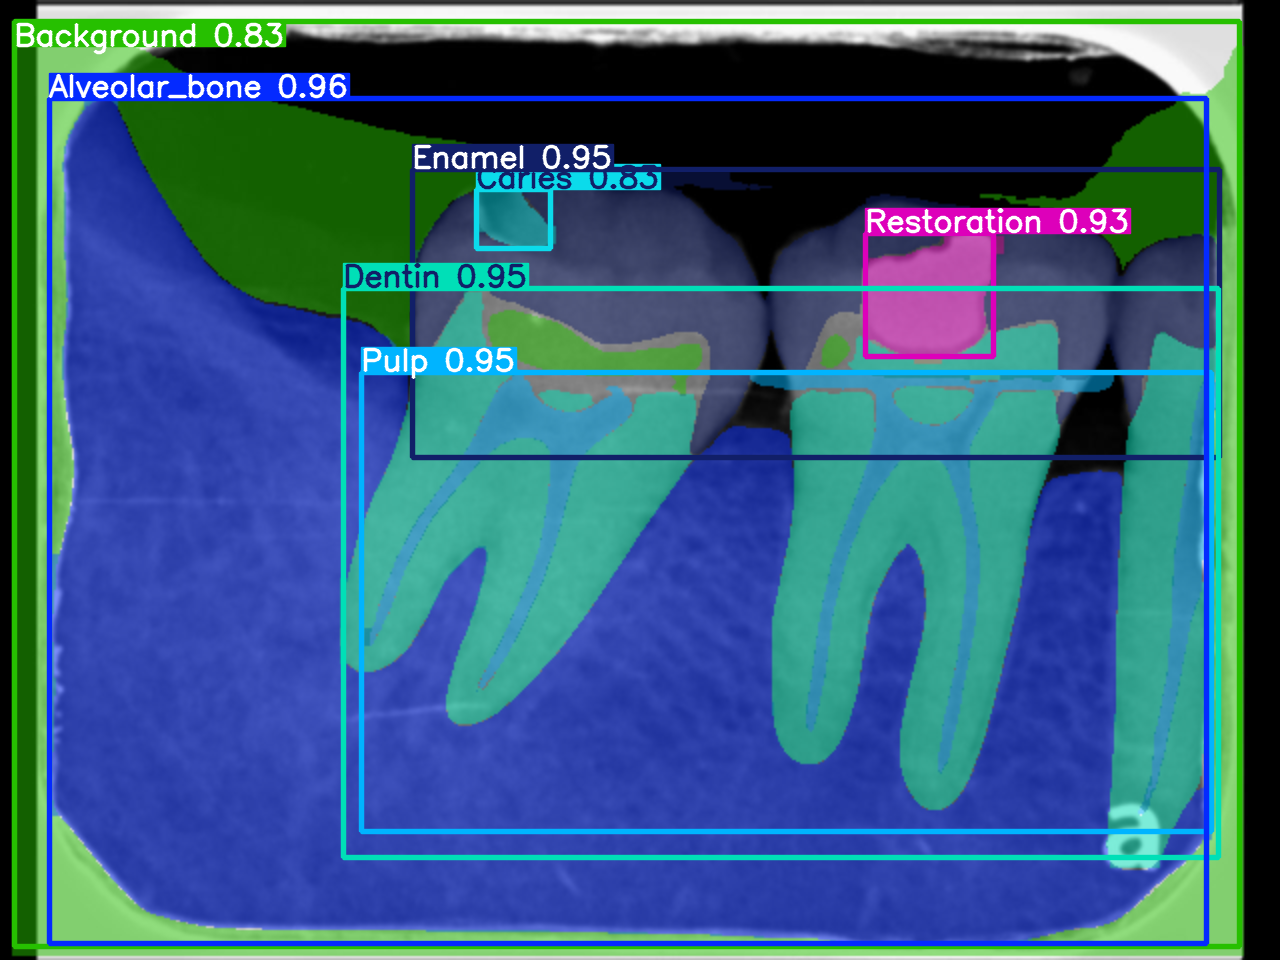 Background 0.83
Alveolar_bone 0.96
Enamel 0.95
Caries 0.83
Restoration 0.93
Dentin 0.95
Pulp 0.95
a